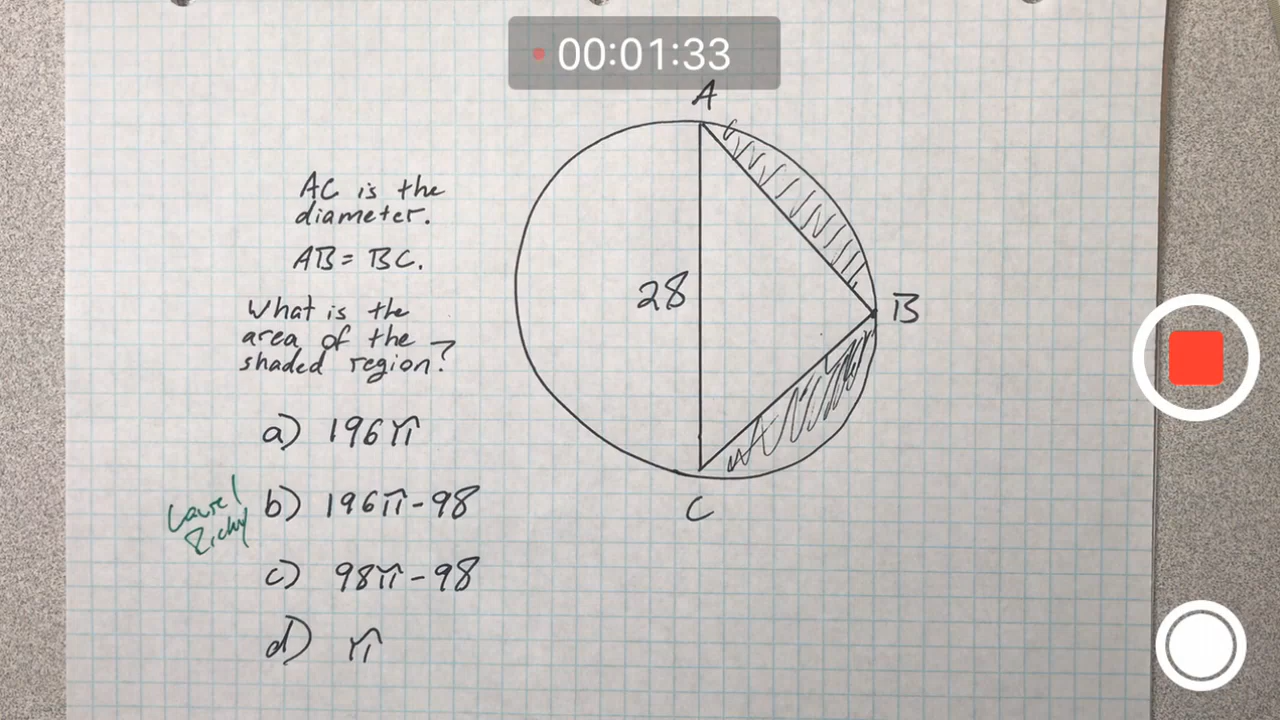 00:01:33
A
AC is the
diameter.
AB = BC.
28
B
What is the
area of the
shaded region?
a) 196π
b) 196π-98
c) 98π-98
d) π
C